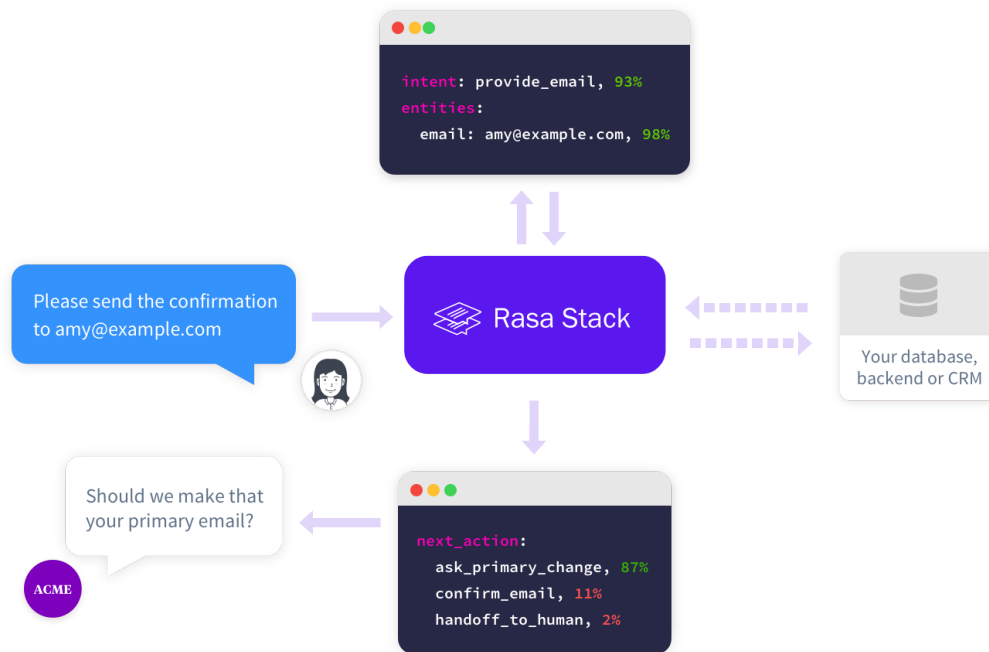 intent: provide_email, 93%
entities:
email: amy@example.com, 98%
Please send the confirmation
to amy@example.com
Rasa Stack
Your database,
backend or CRM
Should we make that
your primary email?
ACME
next_action:
ask_primary_change, 87%
confirm_email, 11%
handoff_to_human, 2%